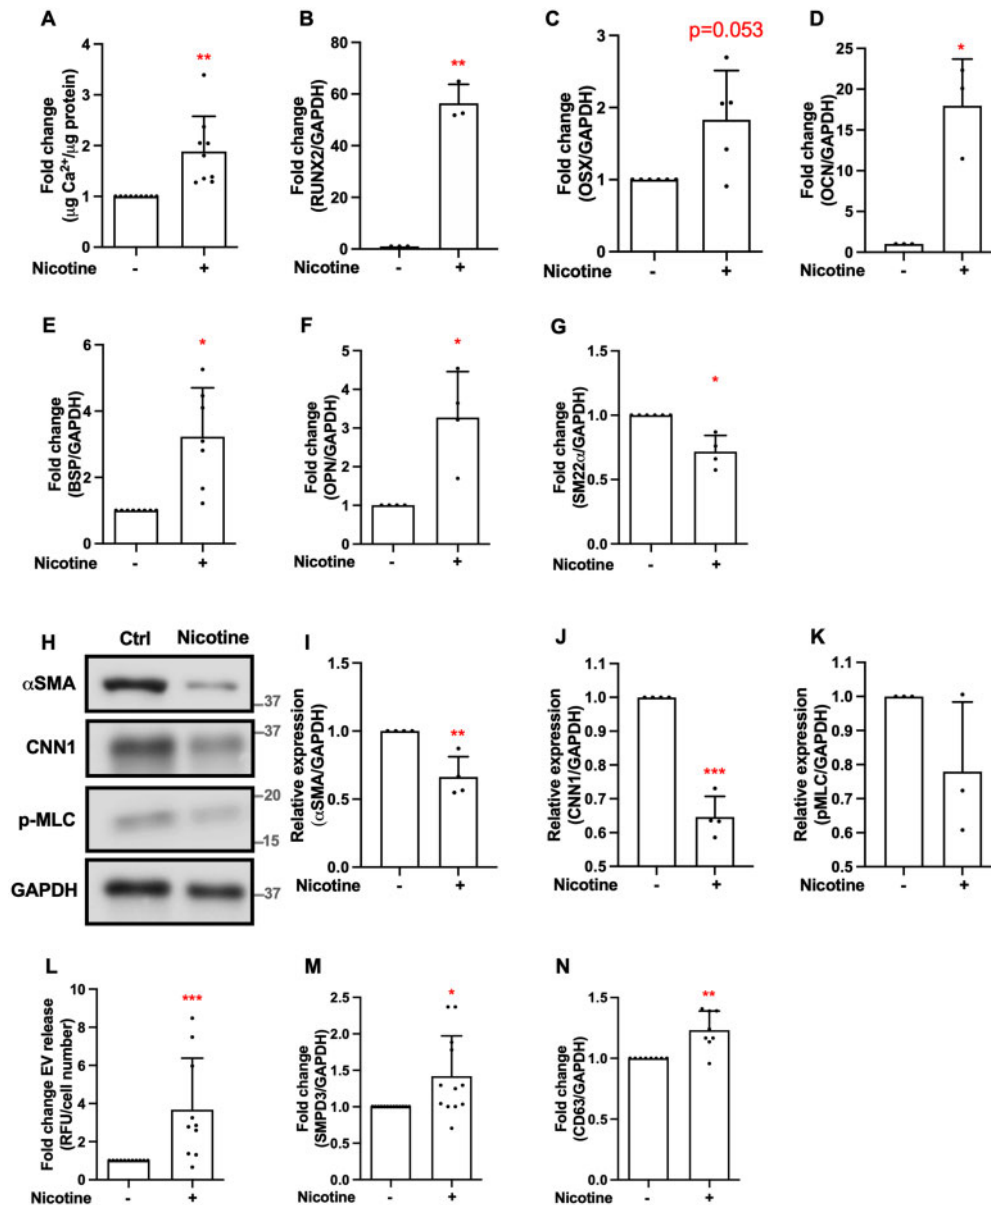 A
**
Fold change
(µg Ca²⁺/µg protein)
4
3
2
1
0
Nicotine - +
B
**
Fold change
(RUNX2/GAPDH)
80
60
40
20
0
Nicotine - +
C
p=0.053
Fold change
(OSX/GAPDH)
3
2
1
0
Nicotine - +
D
*
Fold change
(OCN/GAPDH)
25
20
15
10
5
0
Nicotine - +
E
*
Fold change
(BSP/GAPDH)
6
4
2
0
Nicotine - +
F
*
Fold change
(OPN/GAPDH)
5
4
3
2
1
0
Nicotine - +
G
*
Fold change
(SM22α/GAPDH)
1.5
1.0
0.5
0.0
Nicotine - +
H
Ctrl Nicotine
αSMA
37
CNN1
37
p-MLC
20
15
GAPDH
37
I
**
Relative expression
(αSMA/GAPDH)
1.5
1.0
0.5
0.0
Nicotine - +
J
***
Relative expression
(CNN1/GAPDH)
1.1
1.0
0.9
0.8
0.7
0.6
0.5
Nicotine - +
K
Relative expression
(pMLC/GAPDH)
1.1
1.0
0.9
0.8
0.7
0.6
0.5
Nicotine - +
L
***
Fold change EV release
(RFU/cell number)
10
8
6
4
2
0
Nicotine - +
M
*
Fold change
(SMPD3/GAPDH)
2.5
2.0
1.5
1.0
0.5
0.0
Nicotine - +
N
**
Fold change
(CD63/GAPDH)
1.5
1.0
0.5
0.0
Nicotine - +